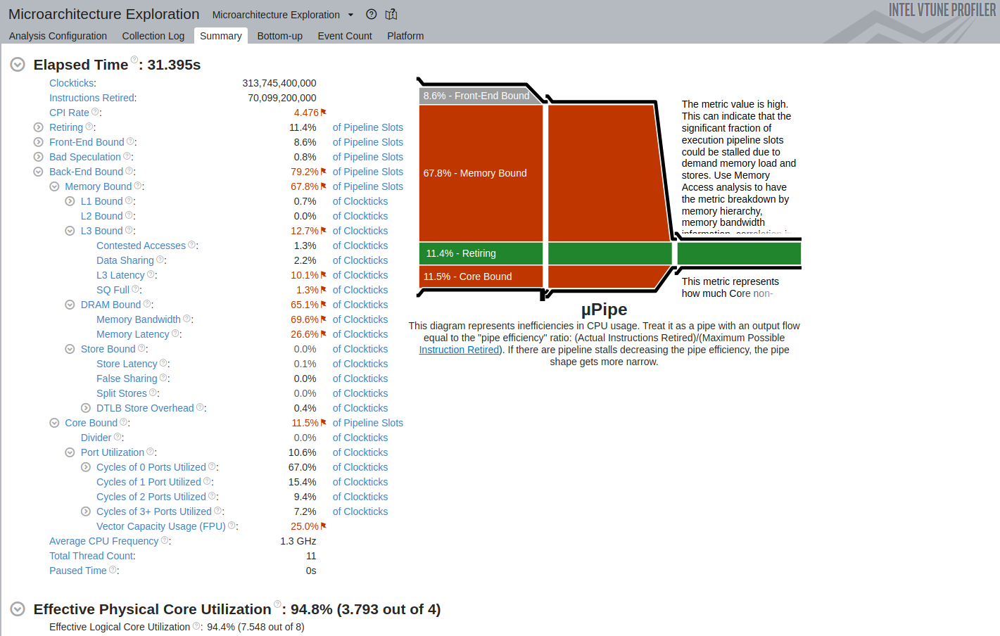 Microarchitecture Exploration Microarchitecture Exploration
INTEL VTUNE PROFILER
Analysis Configuration Collection Log Summary Bottom-up Event Count Platform
Elapsed Time : 31.395s
Clockticks: 313,745,400,000
Instructions Retired: 70,099,200,000
CPI Rate : 4.476
Retiring : 11.4% of Pipeline Slots
Front-End Bound : 8.6% of Pipeline Slots
Bad Speculation : 0.8% of Pipeline Slots
Back-End Bound : 79.2% of Pipeline Slots
Memory Bound : 67.8% of Pipeline Slots
L1 Bound : 0.7% of Clockticks
L2 Bound : 0.0% of Clockticks
L3 Bound : 12.7% of Clockticks
Contested Accesses : 1.3% of Clockticks
Data Sharing : 2.2% of Clockticks
L3 Latency : 10.1% of Clockticks
SQ Full : 1.3% of Clockticks
DRAM Bound : 65.1% of Clockticks
Memory Bandwidth : 69.6% of Clockticks
Memory Latency : 26.6% of Clockticks
Store Bound : 0.0% of Clockticks
Store Latency : 0.1% of Clockticks
False Sharing : 0.0% of Clockticks
Split Stores : 0.0% of Clockticks
DTLB Store Overhead : 0.4% of Clockticks
Core Bound : 11.5% of Pipeline Slots
Divider : 0.0% of Clockticks
Port Utilization : 10.6% of Clockticks
Cycles of 0 Ports Utilized : 67.0% of Clockticks
Cycles of 1 Port Utilized : 15.4% of Clockticks
Cycles of 2 Ports Utilized : 9.4% of Clockticks
Cycles of 3+ Ports Utilized : 7.2% of Clockticks
Vector Capacity Usage (FPU) : 25.0%
Average CPU Frequency : 1.3 GHz
Total Thread Count: 11
Paused Time : 0s
8.6% - Front-End Bound
67.8% - Memory Bound
11.4% - Retiring
11.5% - Core Bound
The metric value is high.
This can indicate that the
significant fraction of
execution pipeline slots
could be stalled due to
demand memory load and
stores. Use Memory
Access analysis to have
the metric breakdown by
memory hierarchy,
memory bandwidth
information, correlation
This metric represents
how much Core non-
µPipe
This diagram represents inefficiencies in CPU usage. Treat it as a pipe with an output flow
equal to the "pipe efficiency" ratio: (Actual Instructions Retired)/(Maximum Possible
Instruction Retired). If there are pipeline stalls decreasing the pipe efficiency, the pipe
shape gets more narrow.
Effective Physical Core Utilization : 94.8% (3.793 out of 4)
Effective Logical Core Utilization : 94.4% (7.548 out of 8)